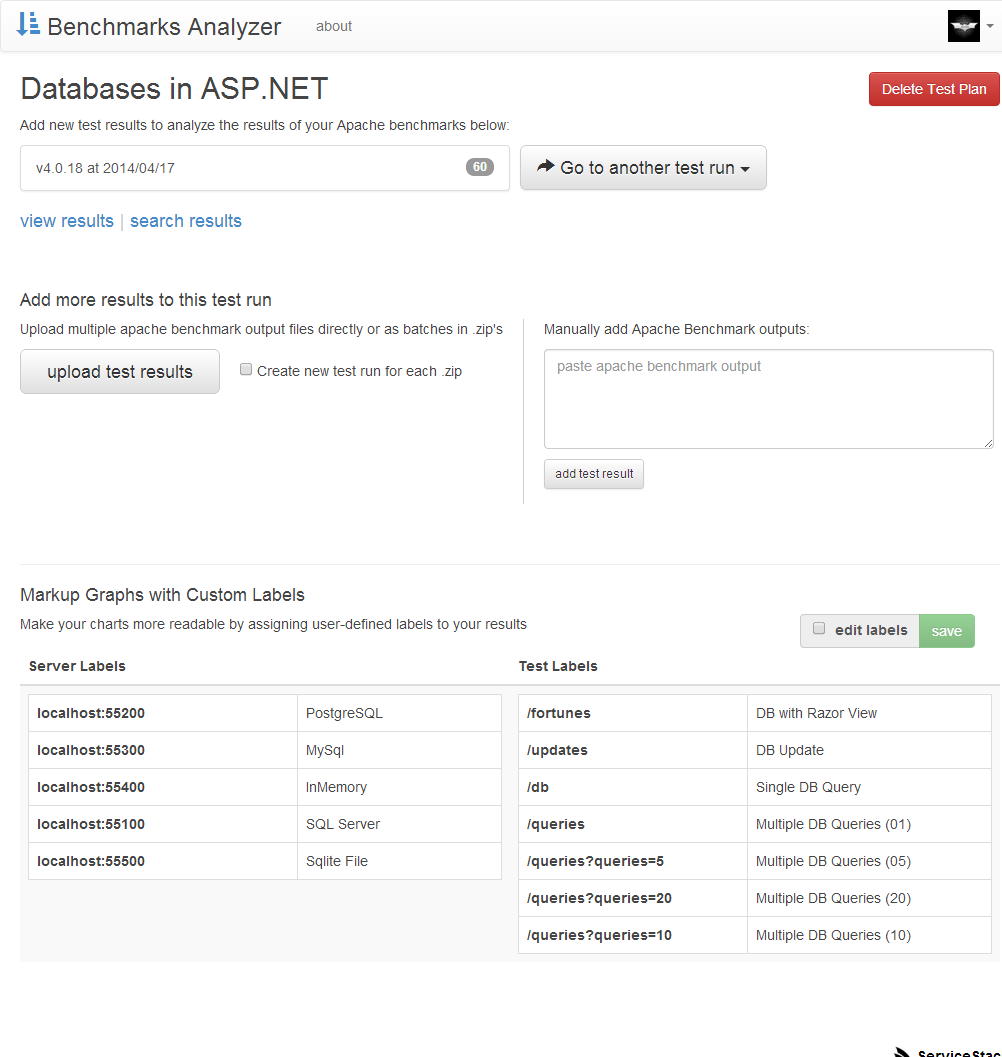 Benchmarks Analyzer about
Databases in ASP.NET
Delete Test Plan
Add new test results to analyze the results of your Apache benchmarks below:
v4.0.18 at 2014/04/17 60
Go to another test run
view results | search results
Add more results to this test run
Upload multiple apache benchmark output files directly or as batches in .zip's
upload test results
Create new test run for each .zip
Manually add Apache Benchmark outputs:
paste apache benchmark output
add test result
Markup Graphs with Custom Labels
Make your charts more readable by assigning user-defined labels to your results
edit labels save
Server Labels
localhost:55200 PostgreSQL
localhost:55300 MySql
localhost:55400 InMemory
localhost:55100 SQL Server
localhost:55500 Sqlite File
Test Labels
/fortunes DB with Razor View
/updates DB Update
/db Single DB Query
/queries Multiple DB Queries (01)
/queries?queries=5 Multiple DB Queries (05)
/queries?queries=20 Multiple DB Queries (20)
/queries?queries=10 Multiple DB Queries (10)